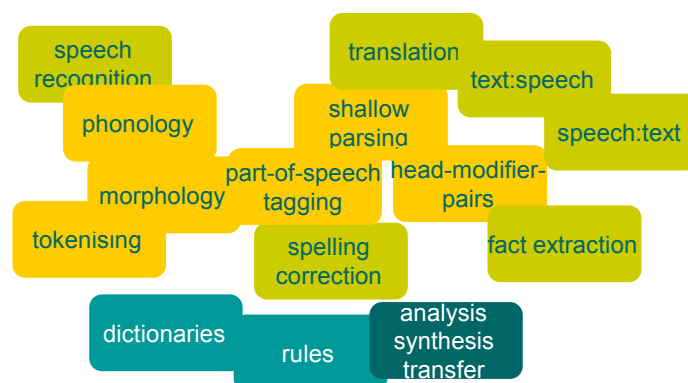 speech
recognition
translation
text:speech
phonology
shallow
parsing
speech:text
morphology
part-of-speech
tagging
head-modifier-
pairs
tokenising
spelling
correction
fact extraction
dictionaries
rules
analysis
synthesis
transfer